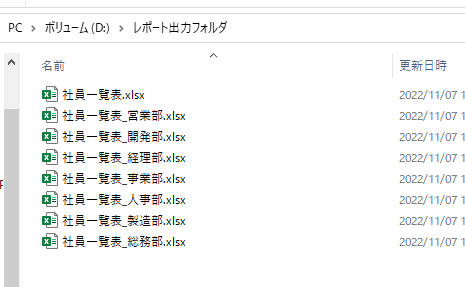 PC › ボリューム (D:) › レポート出力フォルダ
名前 更新日時
社員一覧表.xlsx 2022/11/07 1
社員一覧表_営業部.xlsx 2022/11/07 1
社員一覧表_開発部.xlsx 2022/11/07 1
社員一覧表_経理部.xlsx 2022/11/07 1
社員一覧表_事業部.xlsx 2022/11/07 1
社員一覧表_人事部.xlsx 2022/11/07 1
社員一覧表_製造部.xlsx 2022/11/07 1
社員一覧表_総務部.xlsx 2022/11/07 1